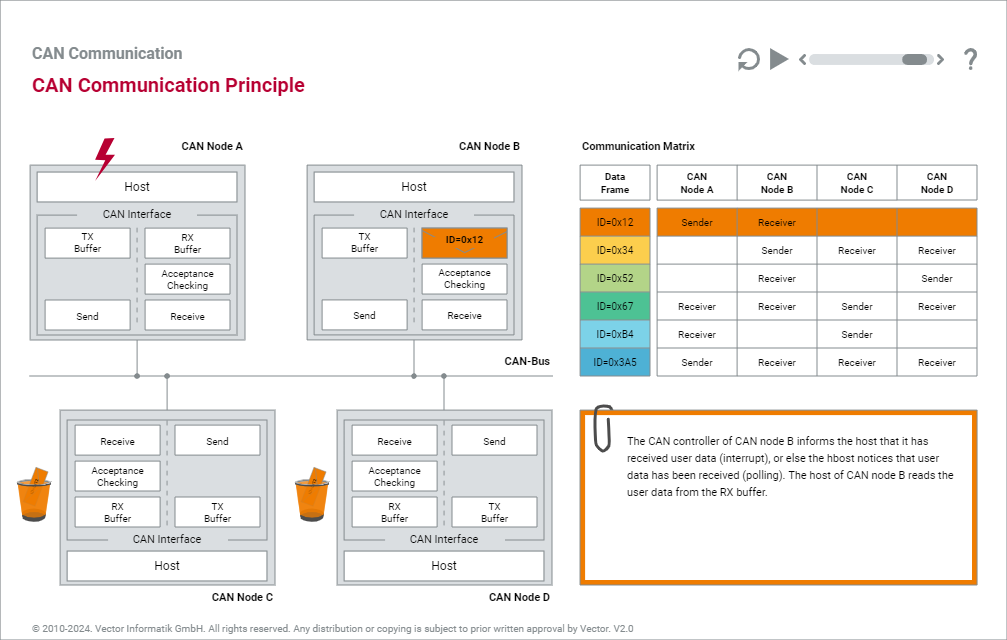 CAN Communication
CAN Communication Principle
?
CAN Node A
Host
CAN Interface
TX
Buffer
RX
Buffer
Acceptance
Checking
Send
Receive
CAN Node B
Host
CAN Interface
TX
Buffer
ID=0x12
Acceptance
Checking
Send
Receive
CAN-Bus
Receive
Send
Acceptance
Checking
RX
Buffer
TX
Buffer
CAN Interface
Host
CAN Node C
Receive
Send
Acceptance
Checking
RX
Buffer
TX
Buffer
CAN Interface
Host
CAN Node D
Communication Matrix
Data Frame CAN Node A CAN Node B CAN Node C CAN Node D
ID=0x12 Sender Receiver
ID=0x34 Sender Receiver Receiver
ID=0x52 Receiver Sender
ID=0x67 Receiver Receiver Sender Receiver
ID=0xB4 Receiver Sender
ID=0x3A5 Sender Receiver Receiver Receiver
The CAN controller of CAN node B informs the host that it has
received user data (interrupt), or else the hbost notices that user
data has been received (polling). The host of CAN node B reads the
user data from the RX buffer.
© 2010-2024. Vector Informatik GmbH. All rights reserved. Any distribution or copying is subject to prior written approval by Vector. V2.0